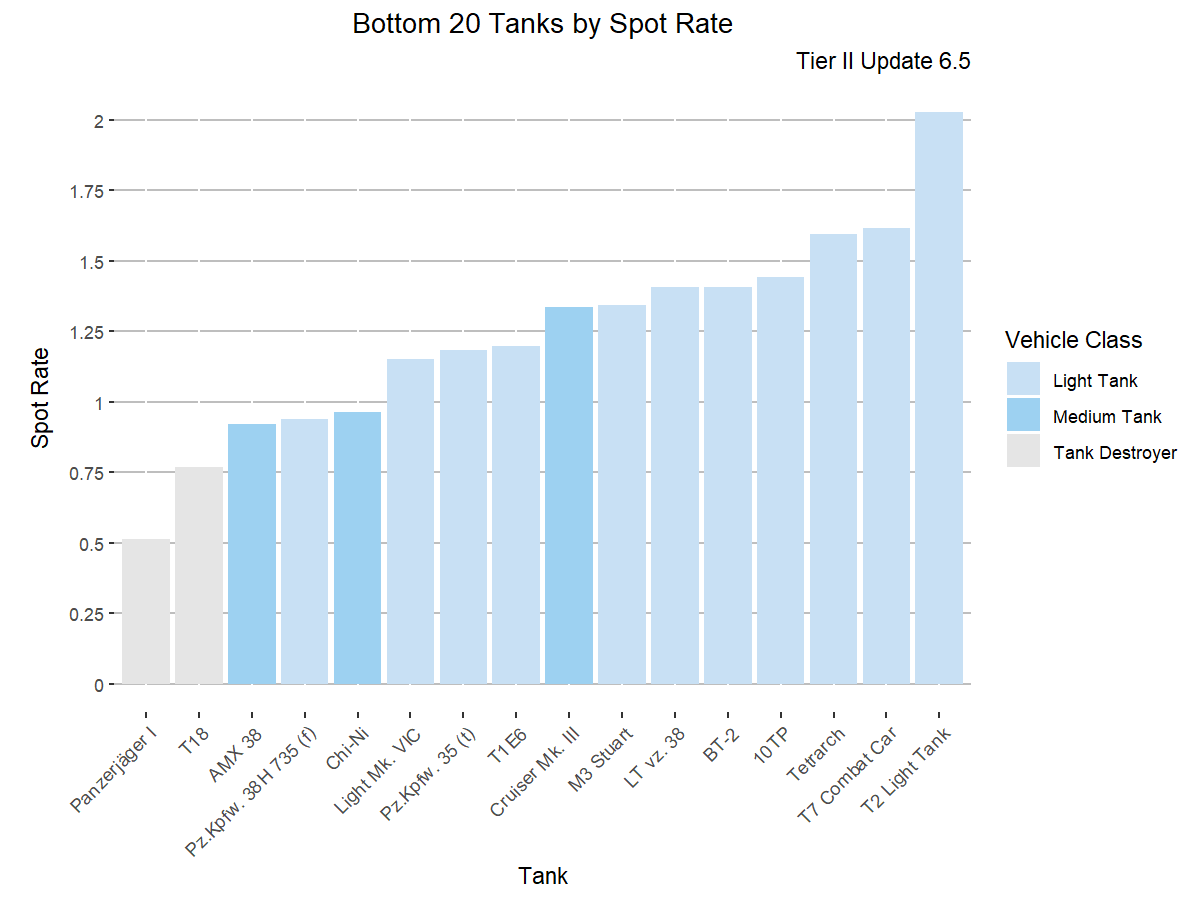 Bottom 20 Tanks by Spot Rate
Tier II Update 6.5
2
1.75
1.5
1.25
1
0.75
0.5
0.25
0
Spot Rate
Panzerjäger I
T18
AMX 38
Pz.Kpfw. 38H 735 (f)
Chi-Ni
Light Mk. VIC
Pz.Kpfw. 35 (t)
T1E6
Cruiser Mk. III
M3 Stuart
LT vz. 38
BT-2
10TP
Tetrarch
T7 Combat Car
T2 Light Tank
Tank
Vehicle Class
Light Tank
Medium Tank
Tank Destroyer